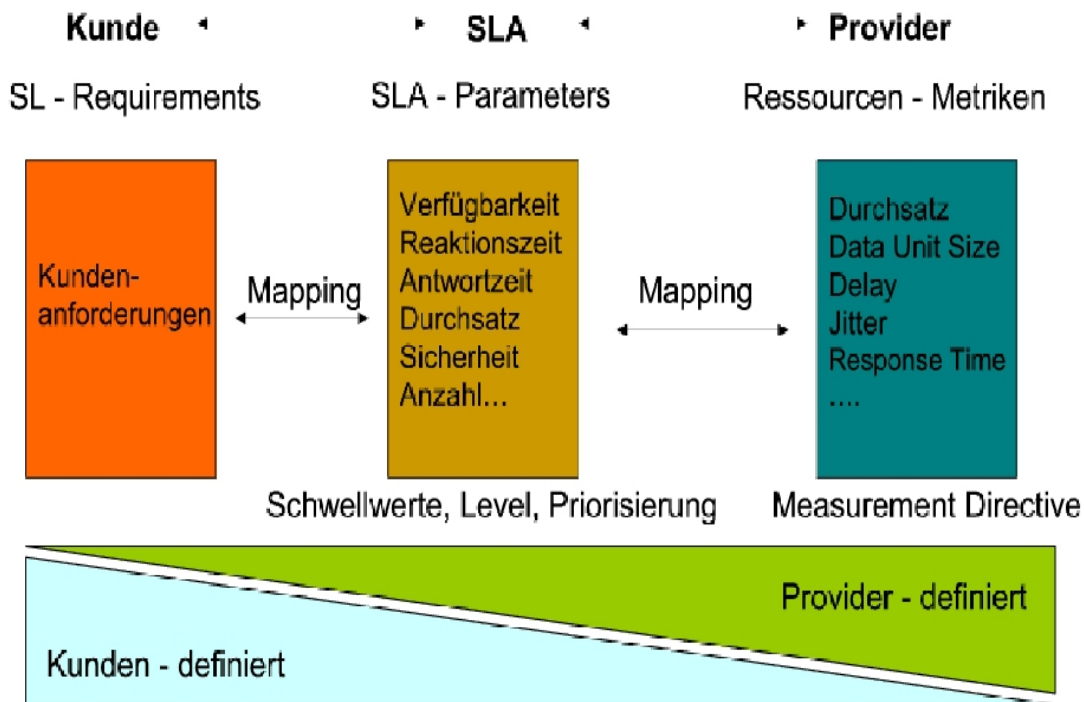 Kunde
SLA
Provider
SL - Requirements
SLA - Parameters
Ressourcen - Metriken
Kunden-
anforderungen
Mapping
Verfügbarkeit
Reaktionszeit
Antwortzeit
Durchsatz
Sicherheit
Anzahl...
Mapping
Durchsatz
Data Unit Size
Delay
Jitter
Response Time
....
Schwellwerte, Level, Priorisierung
Measurement Directive
Provider - definiert
Kunden - definiert